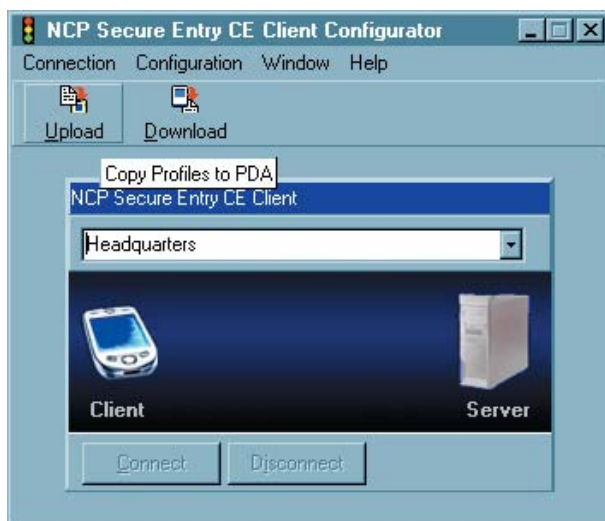 NCP Secure Entry CE Client Configurator
Connection Configuration Window Help
Upload Download
Copy Profiles to PDA
NCP Secure Entry CE Client
Headquarters
Client Server
Connect Disconnect